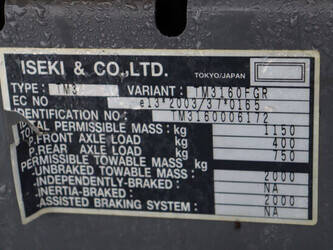 ISEKI & CO.,LTD.
TOKYO/JAPAN
TYPE: TM3 VARIANT: TM3160FGR
EC NO e13*2003/37*0165
IDENTIFICATION NO: TM3160006172
TOTAL PERMISSIBLE MASS: kg 1150
P.FRONT AXLE LOAD kg 400
P.REAR AXLE LOAD: kg 750
PERMISSIBLE TOWABLE MASS: kg
-UNBRAKED TOWABLE MASS: 2000
-INDEPENDENTLY-BRAKED: NA
-INERTIA-BRAKED: 2000
-ASSISTED BRAKING SYSTEM: NA